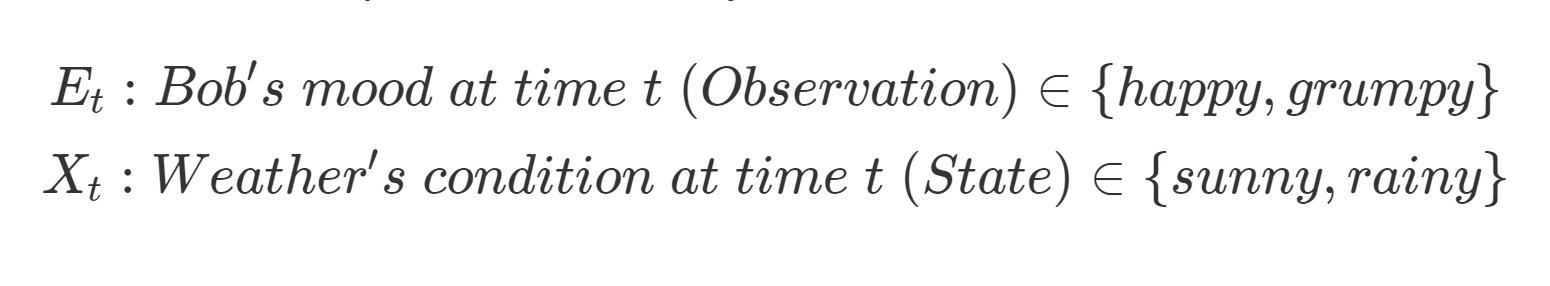 E_t : Bob's mood at time t (Observation) ∈ {happy, grumpy}
X_t : Weather's condition at time t (State) ∈ {sunny, rainy}